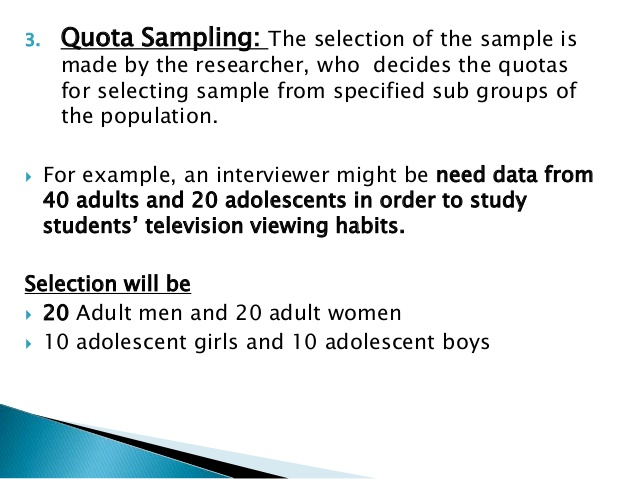 3. Quota Sampling: The selection of the sample is
made by the researcher, who decides the quotas
for selecting sample from specified sub groups of
the population.
For example, an interviewer might be need data from
40 adults and 20 adolescents in order to study
students’ television viewing habits.
Selection will be
20 Adult men and 20 adult women
10 adolescent girls and 10 adolescent boys